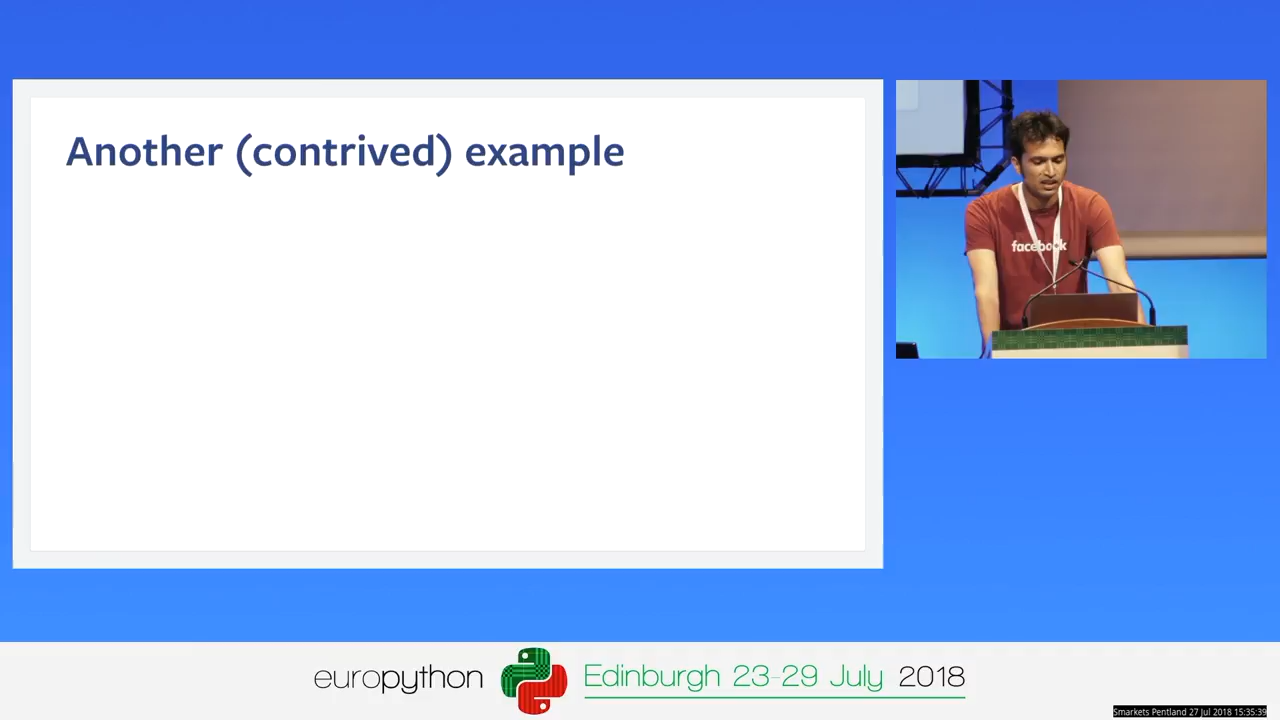 Another (contrived) example
facebook
europython
Edinburgh 23-29 July 2018
Smarkets Pentland 27 Jul 2018 15:35:39